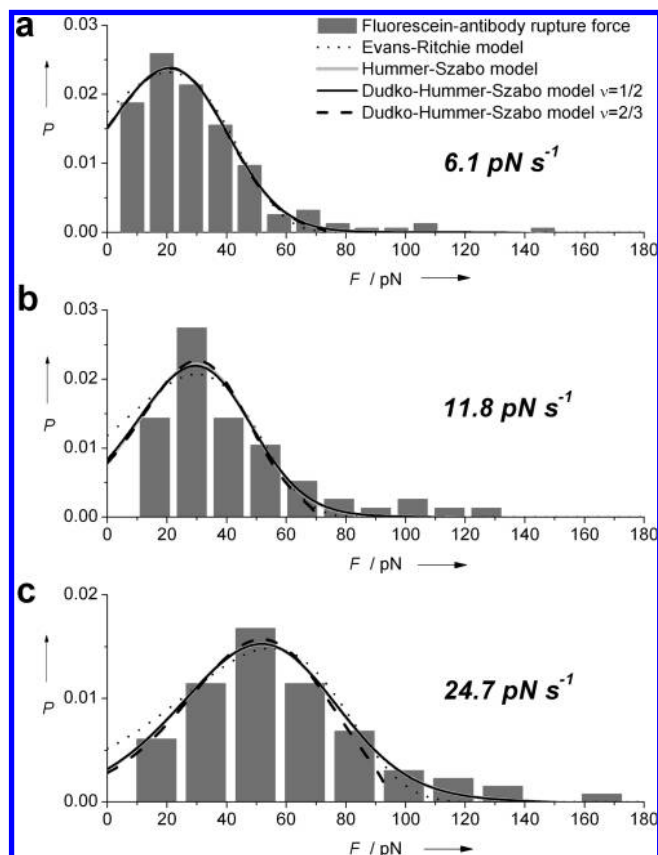 a
Fluorescein-antibody rupture force
Evans-Ritchie model
Hummer-Szabo model
Dudko-Hummer-Szabo model ν=1/2
Dudko-Hummer-Szabo model ν=2/3
6.1 pN s⁻¹
P
0.03
0.02
0.01
0.00
0 20 40 60 80 100 120 140 160 180
F / pN
b
11.8 pN s⁻¹
P
0.03
0.02
0.01
0.00
0 20 40 60 80 100 120 140 160 180
F / pN
c
24.7 pN s⁻¹
P
0.02
0.01
0.00
0 20 40 60 80 100 120 140 160 180
F / pN